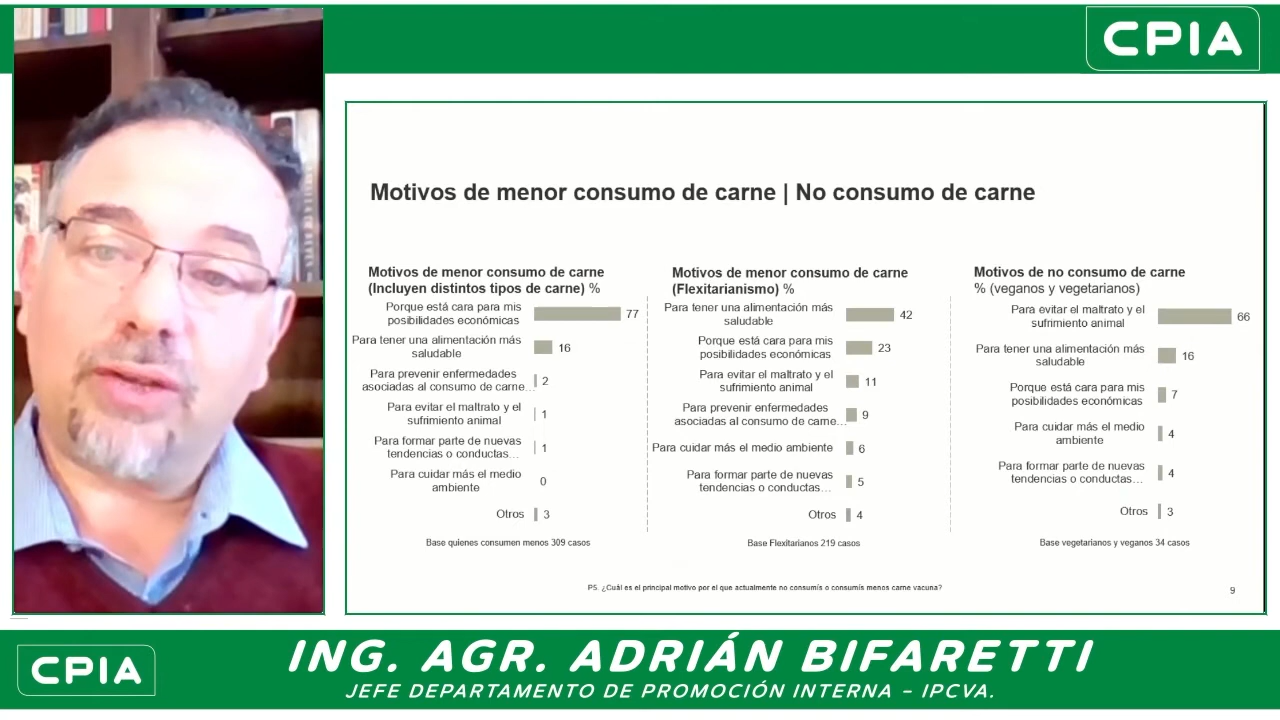 CPIA
Motivos de menor consumo de carne | No consumo de carne
Motivos de menor consumo de carne
(Incluyen distintos tipos de carne) %
Porque está cara para mis
posibilidades económicas
77
Para tener una alimentación más
saludable
16
Para prevenir enfermedades
asociadas al consumo de carne...
2
Para evitar el maltrato y el
sufrimiento animal
1
Para formar parte de nuevas
tendencias o conductas...
1
Para cuidar más el medio
ambiente
0
Otros
3
Base quienes consumen menos 309 casos
Motivos de menor consumo de carne
(Flexitarianismo) %
Para tener una alimentación más
saludable
42
Porque está cara para mis
posibilidades económicas
23
Para evitar el maltrato y el
sufrimiento animal
11
Para prevenir enfermedades
asociadas al consumo de carne...
9
Para cuidar más el medio ambiente
6
Para formar parte de nuevas
tendencias o conductas...
5
Otros
4
Base Flexitarianos 219 casos
Motivos de no consumo de carne
% (veganos y vegetarianos)
Para evitar el maltrato y el
sufrimiento animal
66
Para tener una alimentación más
saludable
16
Porque está cara para mis
posibilidades económicas
7
Para cuidar más el medio
ambiente
4
Para formar parte de nuevas
tendencias o conductas...
4
Otros
3
Base vegetarianos y veganos 34 casos
P5. ¿Cuál es el principal motivo por el que actualmente no consumís o consumís menos carne vacuna?
9
CPIA
ING. AGR. ADRIÁN BIFARETTI
JEFE DEPARTAMENTO DE PROMOCIÓN INTERNA - IPCVA.